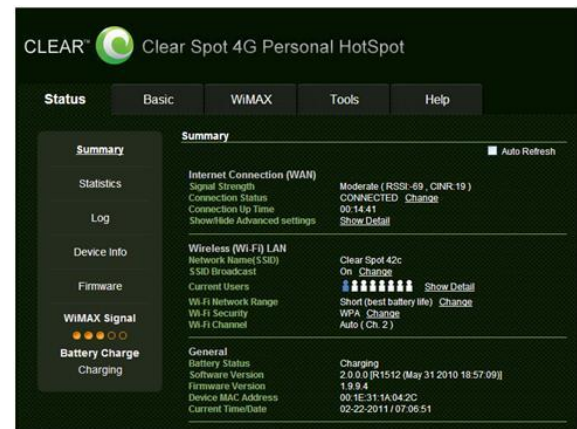 CLEAR™ Clear Spot 4G Personal HotSpot
Status Basic WiMAX Tools Help
Summary
Statistics
Log
Device Info
Firmware
WiMAX Signal
Battery Charge
Charging
Summary
Auto Refresh
Internet Connection (WAN)
Signal Strength Moderate ( RSSI:-69 , CINR:19 )
Connection Status CONNECTED Change
Connection Up Time 00:14:41
Show/Hide Advanced settings Show Detail
Wireless (Wi-Fi) LAN
Network Name(SSID) Clear Spot 42c
SSID Broadcast On Change
Current Users Show Detail
Wi-Fi Network Range Short (best battery life) Change
Wi-Fi Security WPA Change
Wi-Fi Channel Auto ( Ch. 2 )
General
Battery Status Charging
Software Version 2.0.0.0 [R1512 (May 31 2010 18:57:09)]
Firmware Version 1.9.9.4
Device MAC Address 00:1E:31:1A:04:2C
Current Time/Date 02-22-2011 / 07:06:51